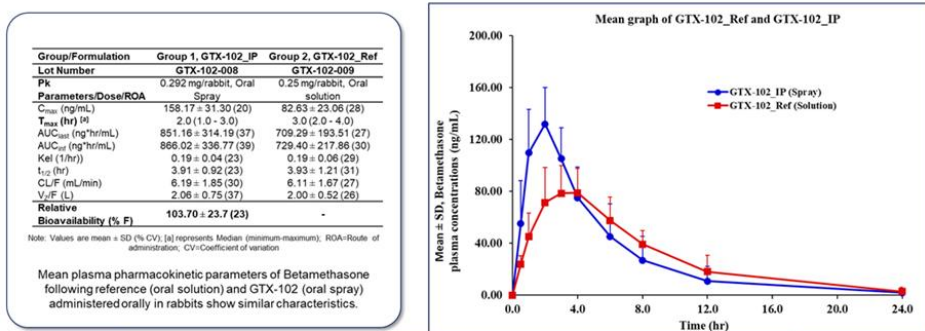 Group/Formulation Group 1, GTX-102_IP Group 2, GTX-102_Ref
Lot Number GTX-102-008 GTX-102-009
Pk Parameters/Dose/ROA 0.292 mg/rabbit, Oral Spray 0.25 mg/rabbit, Oral solution
Cmax (ng/mL) 158.17 ± 31.30 (20) 82.63 ± 23.06 (28)
Tmax (hr) [a] 2.0 (1.0 - 3.0) 3.0 (2.0 - 4.0)
AUClast (ng*hr/mL) 851.16 ± 314.19 (37) 709.29 ± 193.51 (27)
AUCinf (ng*hr/mL) 866.02 ± 336.77 (39) 729.40 ± 217.86 (30)
Kel (1/hr)) 0.19 ± 0.04 (23) 0.19 ± 0.06 (29)
t1/2 (hr) 3.91 ± 0.92 (23) 3.93 ± 1.21 (31)
CL/F (mL/min) 6.19 ± 1.85 (30) 6.11 ± 1.67 (27)
Vz/F (L) 2.06 ± 0.75 (37) 2.00 ± 0.52 (26)
Relative Bioavailability (% F) 103.70 ± 23.7 (23) -
Note: Values are mean ± SD (% CV); [a] represents Median (minimum-maximum); ROA=Route of
administration; CV=Coefficient of variation
Mean plasma pharmacokinetic parameters of Betamethasone
following reference (oral solution) and GTX-102 (oral spray)
administered orally in rabbits show similar characteristics.
Mean graph of GTX-102_Ref and GTX-102_IP
Mean ± SD, Betamethasone
plasma concentrations (ng/mL)
200.00
160.00
120.00
80.00
40.00
0.00
GTX-102_IP (Spray)
GTX-102_Ref (Solution)
0.0 4.0 8.0 12.0 16.0 20.0 24.0
Time (hr)